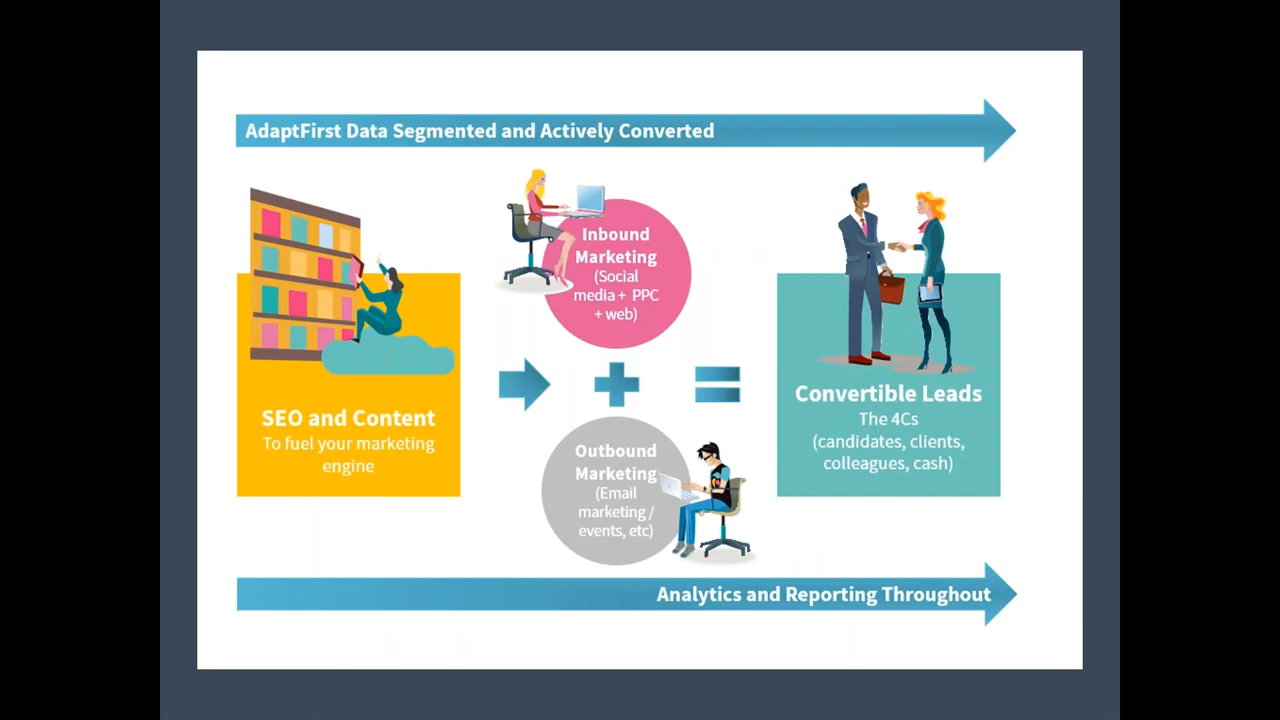 AdaptFirst Data Segmented and Actively Converted
Inbound
Marketing
(Social
media + PPC
+ web)
SEO and Content
To fuel your marketing
engine
Outbound
Marketing
(Email
marketing /
events, etc)
Convertible Leads
The 4Cs
(candidates, clients,
colleagues, cash)
Analytics and Reporting Throughout